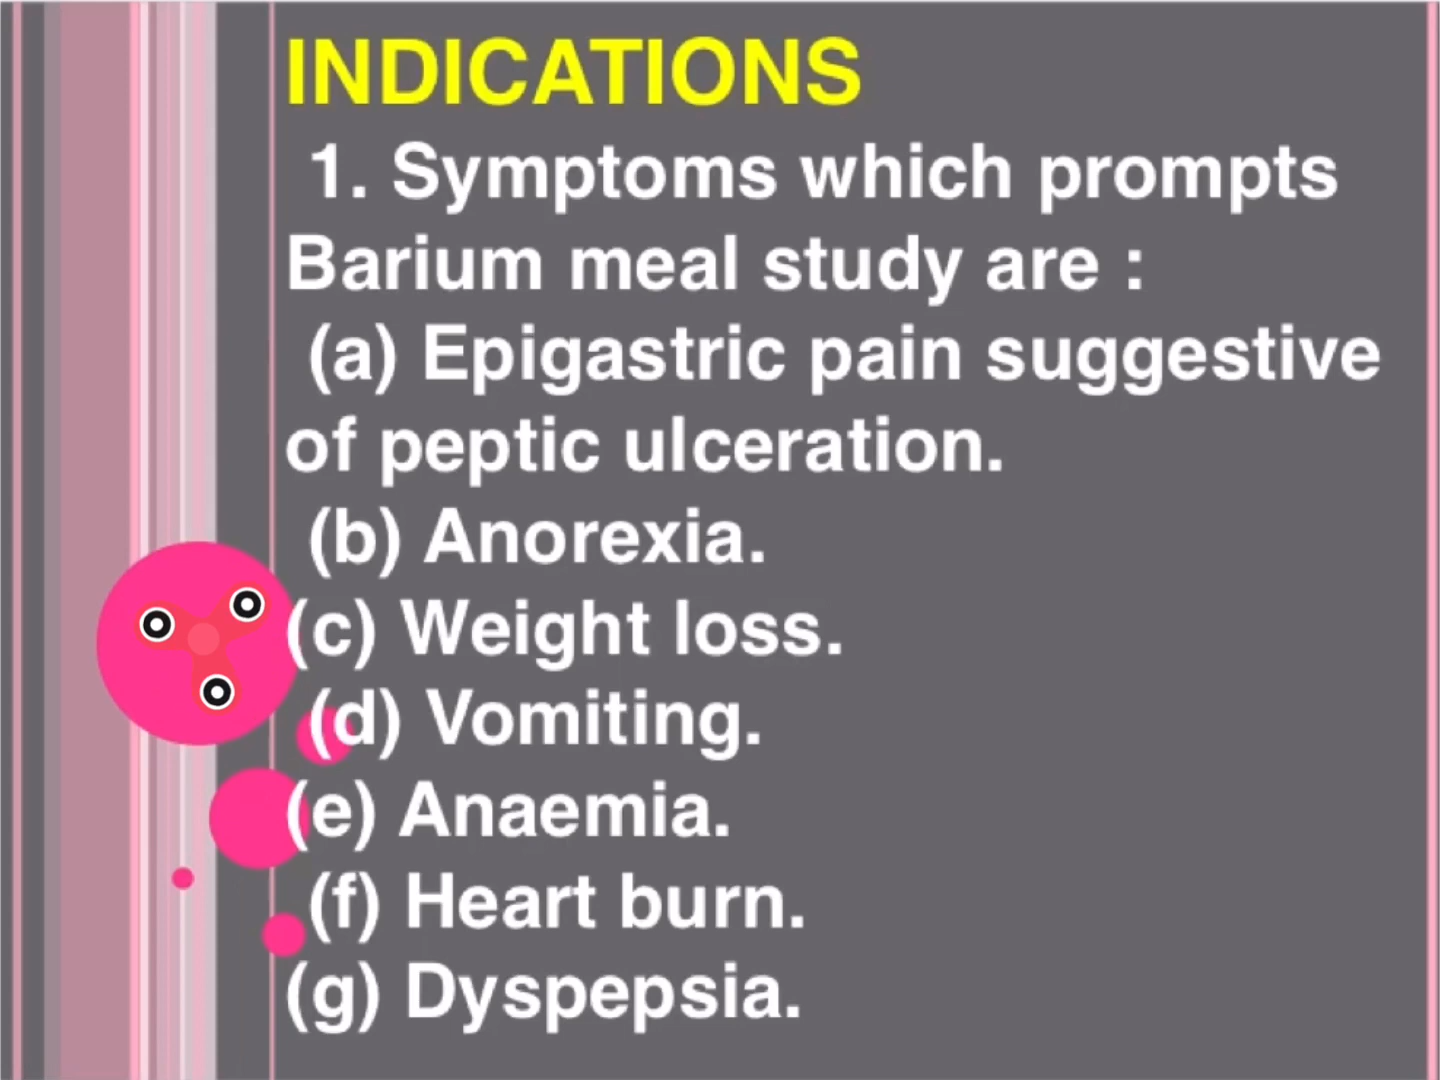 INDICATIONS
1. Symptoms which prompts
Barium meal study are :
(a) Epigastric pain suggestive
of peptic ulceration.
(b) Anorexia.
(c) Weight loss.
(d) Vomiting.
(e) Anaemia.
(f) Heart burn.
(g) Dyspepsia.